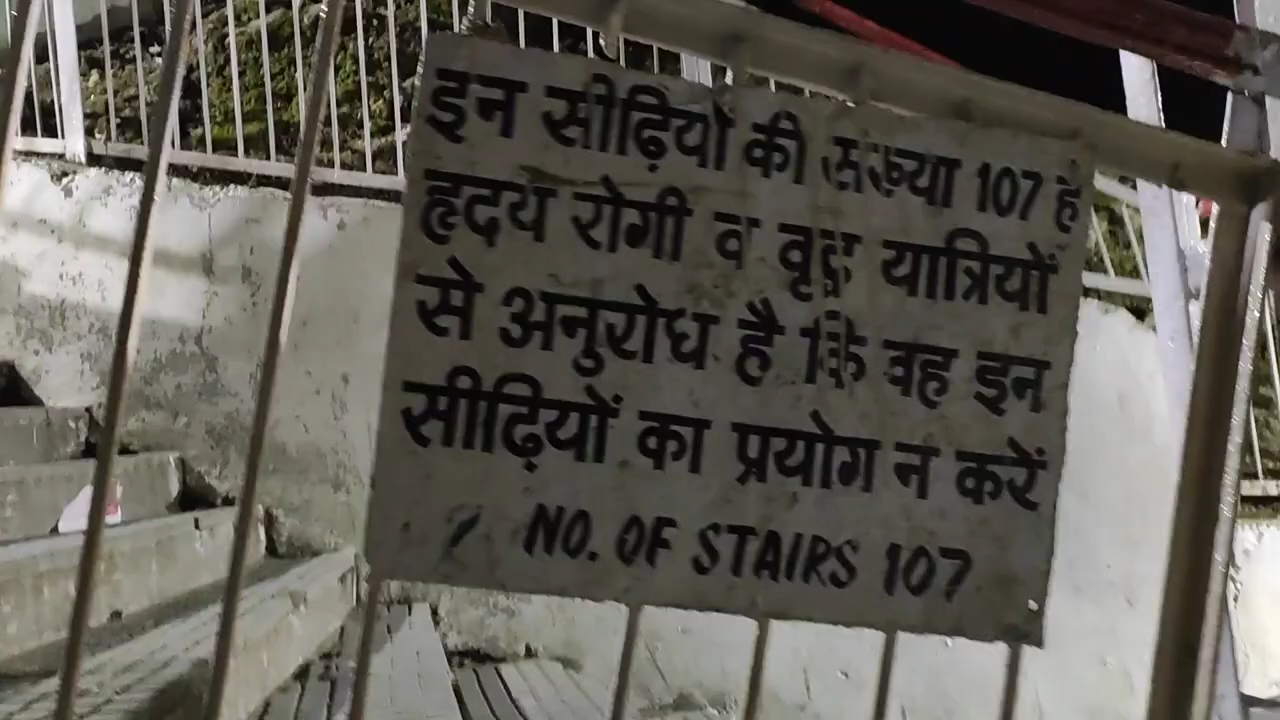 इन सीढ़ियों की संख्या 107 है
हृदय रोगी व वृद्ध यात्रियों
से अनुरोध है कि वह इन
सीढ़ियों का प्रयोग न करें
NO. OF STAIRS 107